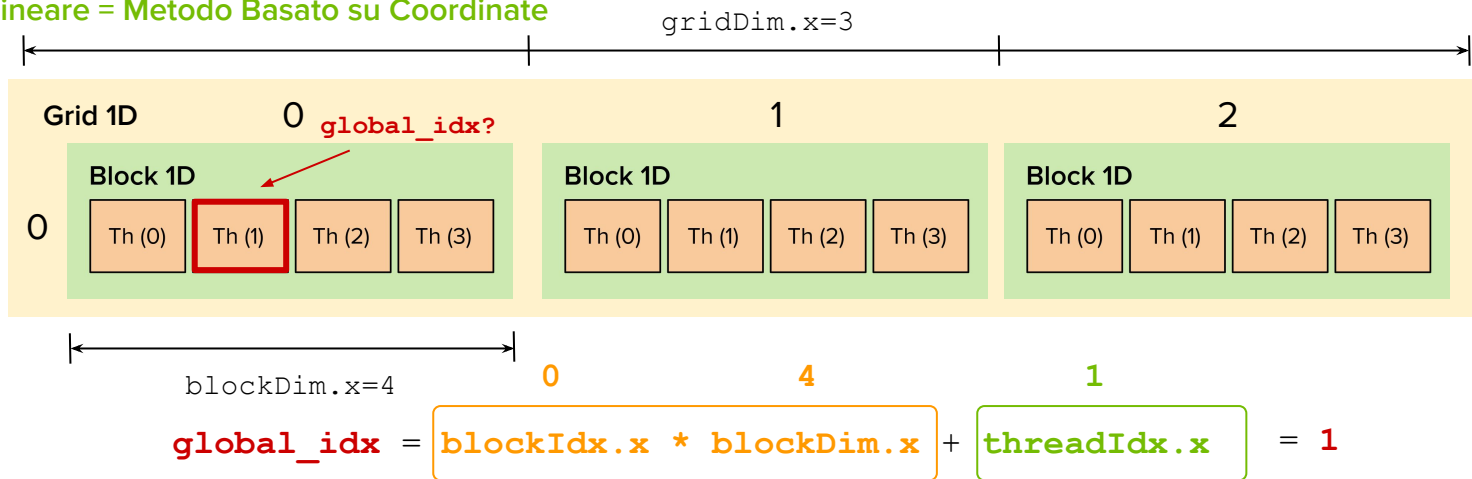 ineare = Metodo Basato su Coordinate
gridDim.x=3
Grid 1D
0 1 2
global_idx?
Block 1D Block 1D Block 1D
0
Th (0) Th (1) Th (2) Th (3) Th (0) Th (1) Th (2) Th (3) Th (0) Th (1) Th (2) Th (3)
blockDim.x=4
0 4 1
global_idx = blockIdx.x * blockDim.x + threadIdx.x = 1